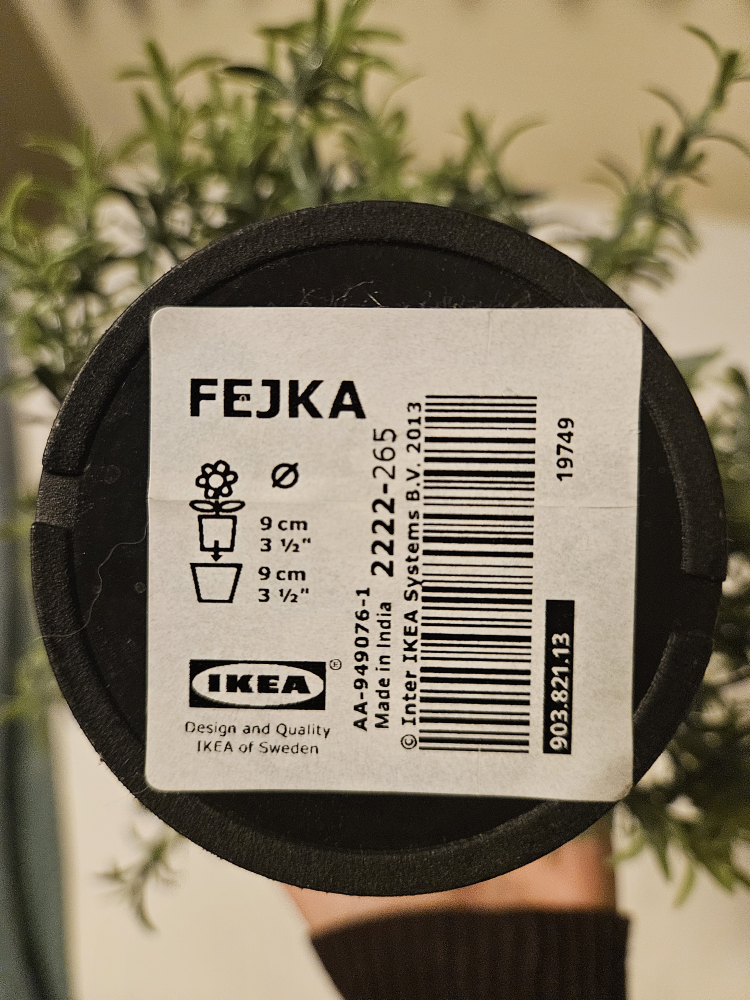 FEJKA
Ø
9 cm
3 ½"
9 cm
3 ½"
IKEA ®
Design and Quality
IKEA of Sweden
AA-949076-1
Made in India
2222-265
© Inter IKEA Systems B.V. 2013
903.821.13
19749